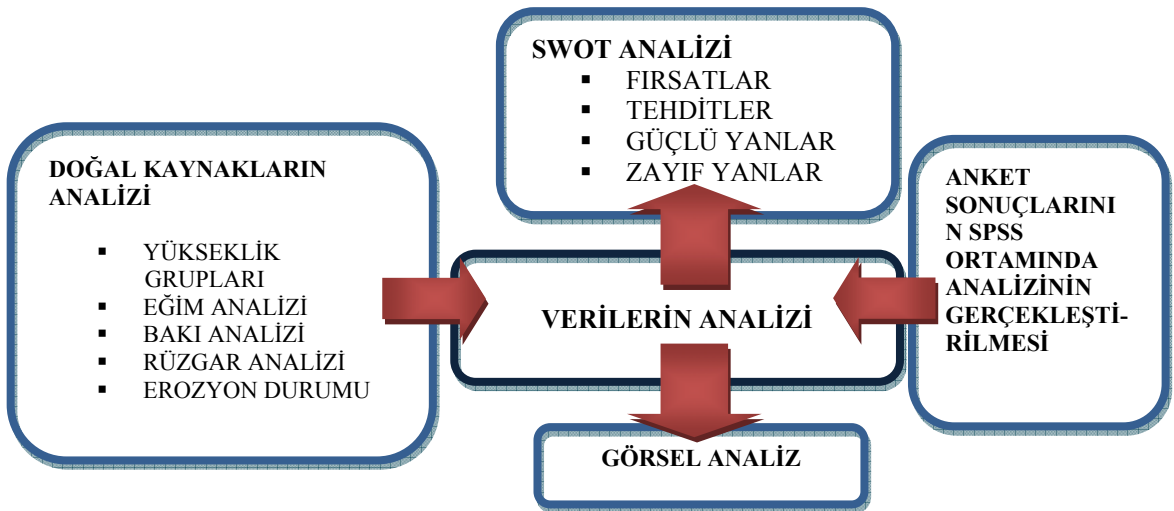 SWOT ANALİZİ
▪ FIRSATLAR
▪ TEHDİTLER
▪ GÜÇLÜ YANLAR
▪ ZAYIF YANLAR
DOĞAL KAYNAKLARIN
ANALİZİ
▪ YÜKSEKLİK
GRUPLARI
▪ EĞİM ANALİZİ
▪ BAKI ANALİZİ
▪ RÜZGAR ANALİZİ
▪ EROZYON DURUMU
VERİLERİN ANALİZİ
ANKET
SONUÇLARINI
N SPSS
ORTAMINDA
ANALİZİNİN
GERÇEKLEŞTİ-
RİLMESİ
GÖRSEL ANALİZ